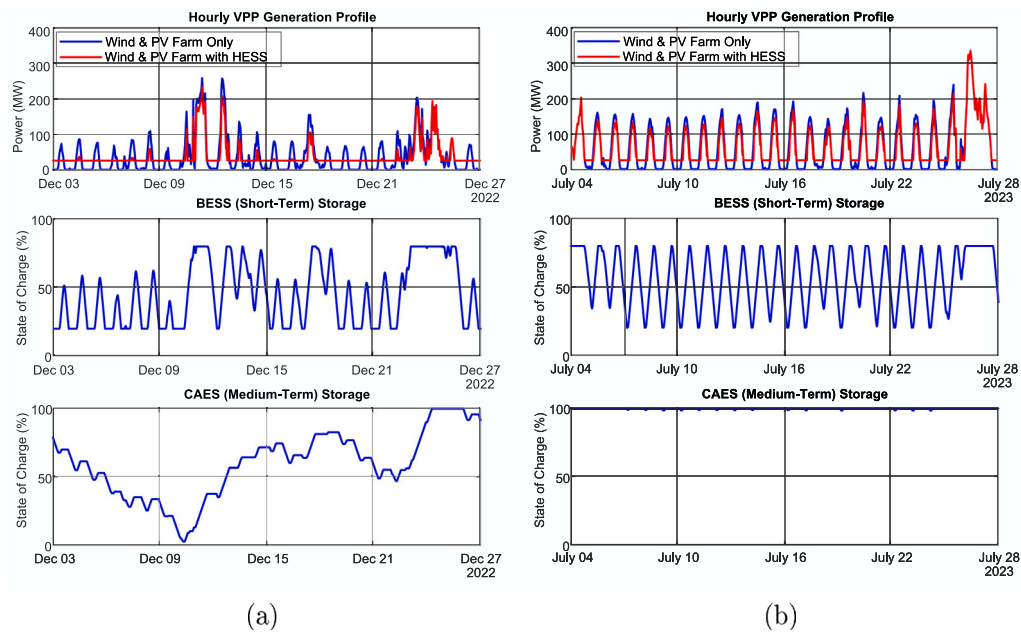 Hourly VPP Generation Profile
400
300
200
100
0
Power (MW)
Wind & PV Farm Only
Wind & PV Farm with HESS
Dec 03
Dec 09
Dec 15
Dec 21
Dec 27
2022
BESS (Short-Term) Storage
100
50
0
State of Charge (%)
Dec 03
Dec 09
Dec 15
Dec 21
Dec 27
2022
CAES (Medium-Term) Storage
100
50
0
State of Charge (%)
Dec 03
Dec 09
Dec 15
Dec 21
Dec 27
2022
(a)
Hourly VPP Generation Profile
400
300
200
100
0
Power (MW)
Wind & PV Farm Only
Wind & PV Farm with HESS
July 04
July 10
July 16
July 22
July 28
2023
BESS (Short-Term) Storage
100
50
0
State of Charge (%)
July 04
July 10
July 16
July 22
July 28
2023
CAES (Medium-Term) Storage
100
50
0
State of Charge (%)
July 04
July 10
July 16
July 22
July 28
2023
(b)